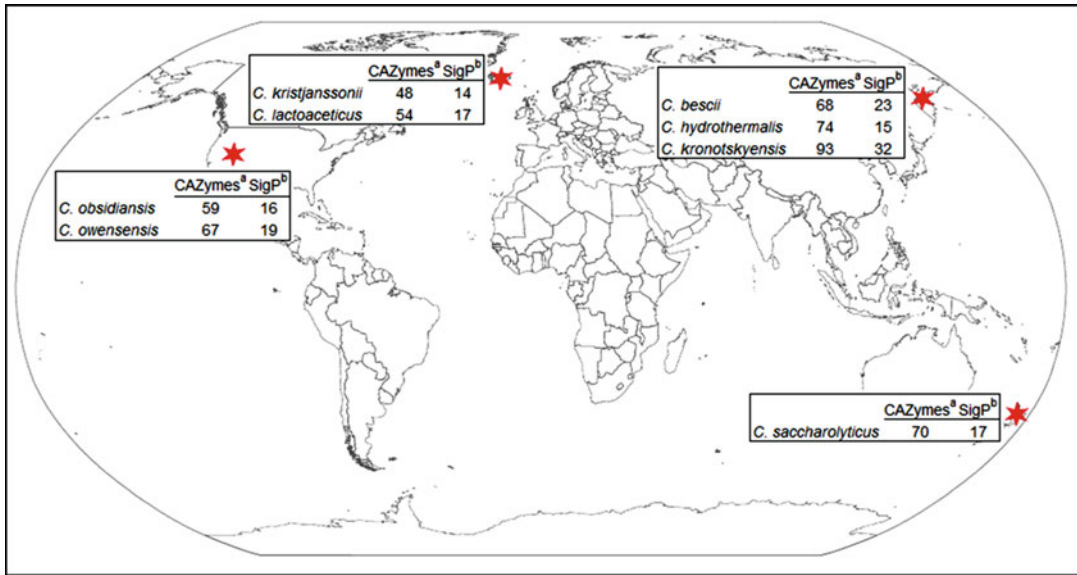 CAZymesᵃ SigPᵇ
C. kristjanssonii 48 14
C. lactoaceticus 54 17
CAZymesᵃ SigPᵇ
C. bescii 68 23
C. hydrothermalis 74 15
C. kronotskyensis 93 32
CAZymesᵃ SigPᵇ
C. obsidiansis 59 16
C. owensensis 67 19
CAZymesᵃ SigPᵇ
C. saccharolyticus 70 17